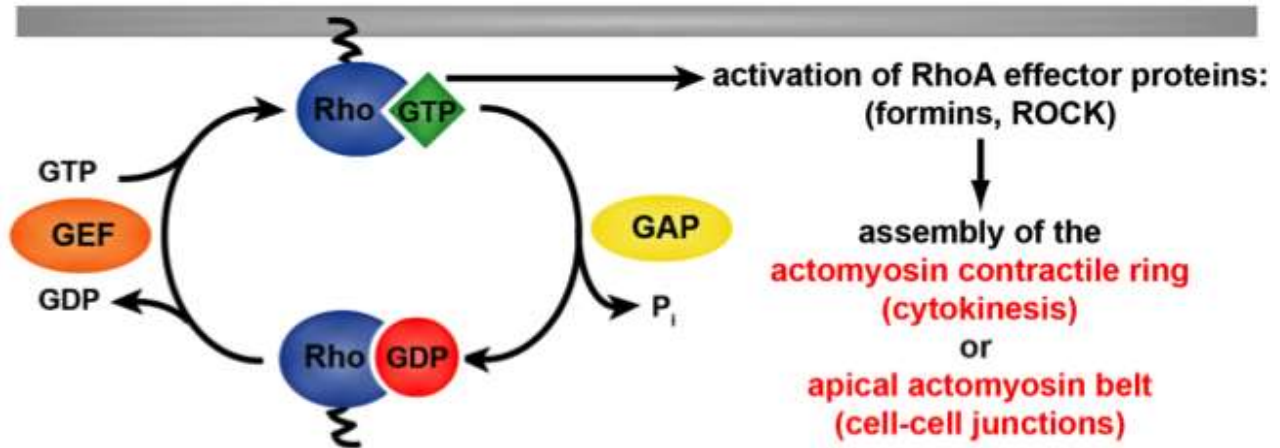 Rho GTP
activation of RhoA effector proteins:
(formins, ROCK)
GTP
GEF
GDP
GAP
Pi
assembly of the
actomyosin contractile ring
(cytokinesis)
or
apical actomyosin belt
(cell-cell junctions)
Rho GDP